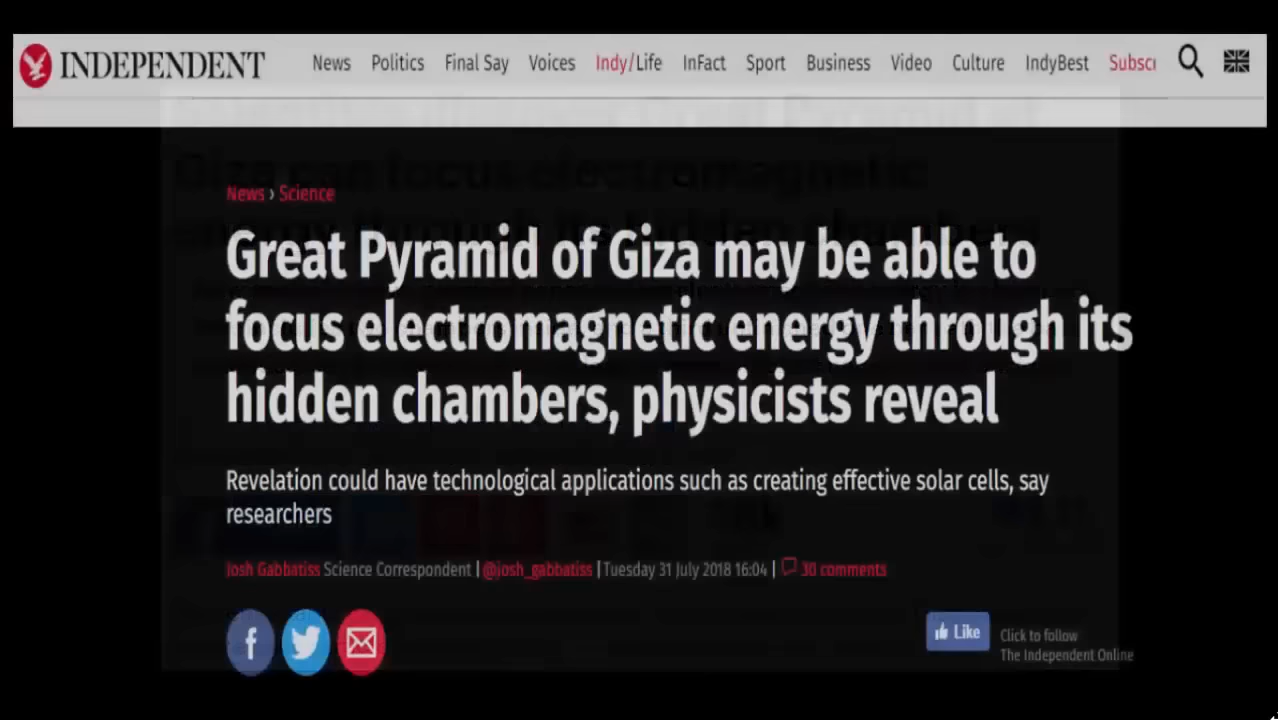 INDEPENDENT News Politics Final Say Voices Indy/Life InFact Sport Business Video Culture IndyBest Subsc
News › Science
Great Pyramid of Giza may be able to
focus electromagnetic energy through its
hidden chambers, physicists reveal
Revelation could have technological applications such as creating effective solar cells, say
researchers
Josh Gabbatiss Science Correspondent | @josh_gabbatiss | Tuesday 31 July 2018 16:04 | 30 comments
Like Click to follow
The Independent Online